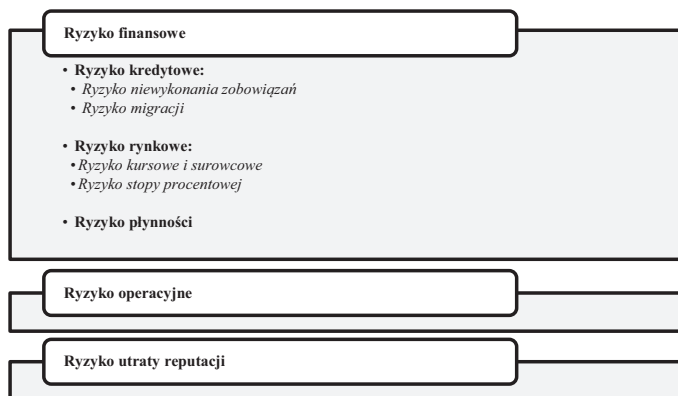 Ryzyko finansowe
• Ryzyko kredytowe:
• Ryzyko niewykonania zobowiązań
• Ryzyko migracji
• Ryzyko rynkowe:
• Ryzyko kursowe i surowcowe
• Ryzyko stopy procentowej
• Ryzyko płynności
Ryzyko operacyjne
Ryzyko utraty reputacji